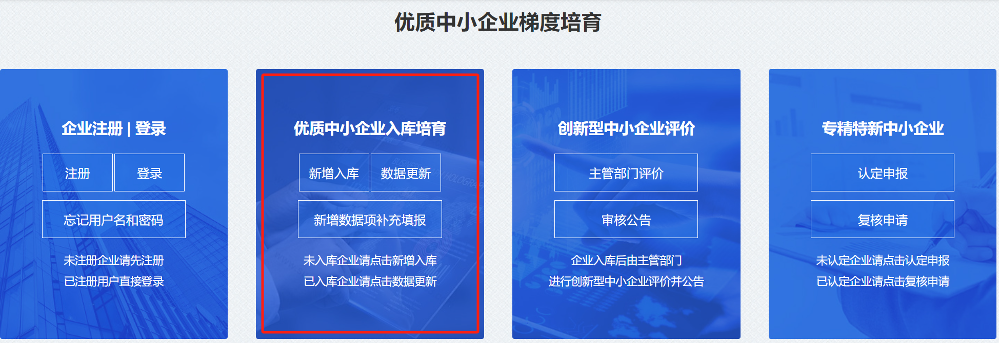 优质中小企业梯度培育
企业注册 | 登录
注册
登录
忘记用户名和密码
未注册企业请先注册
已注册用户直接登录
优质中小企业入库培育
新增入库
数据更新
新增数据项补充填报
未入库企业请点击新增入库
已入库企业请点击数据更新
创新型中小企业评价
主管部门评价
审核公告
企业入库后由主管部门
进行创新型中小企业评价并公告
专精特新中小企业
认定申报
复核申请
未认定企业请点击认定申报
已认定企业请点击复核申请